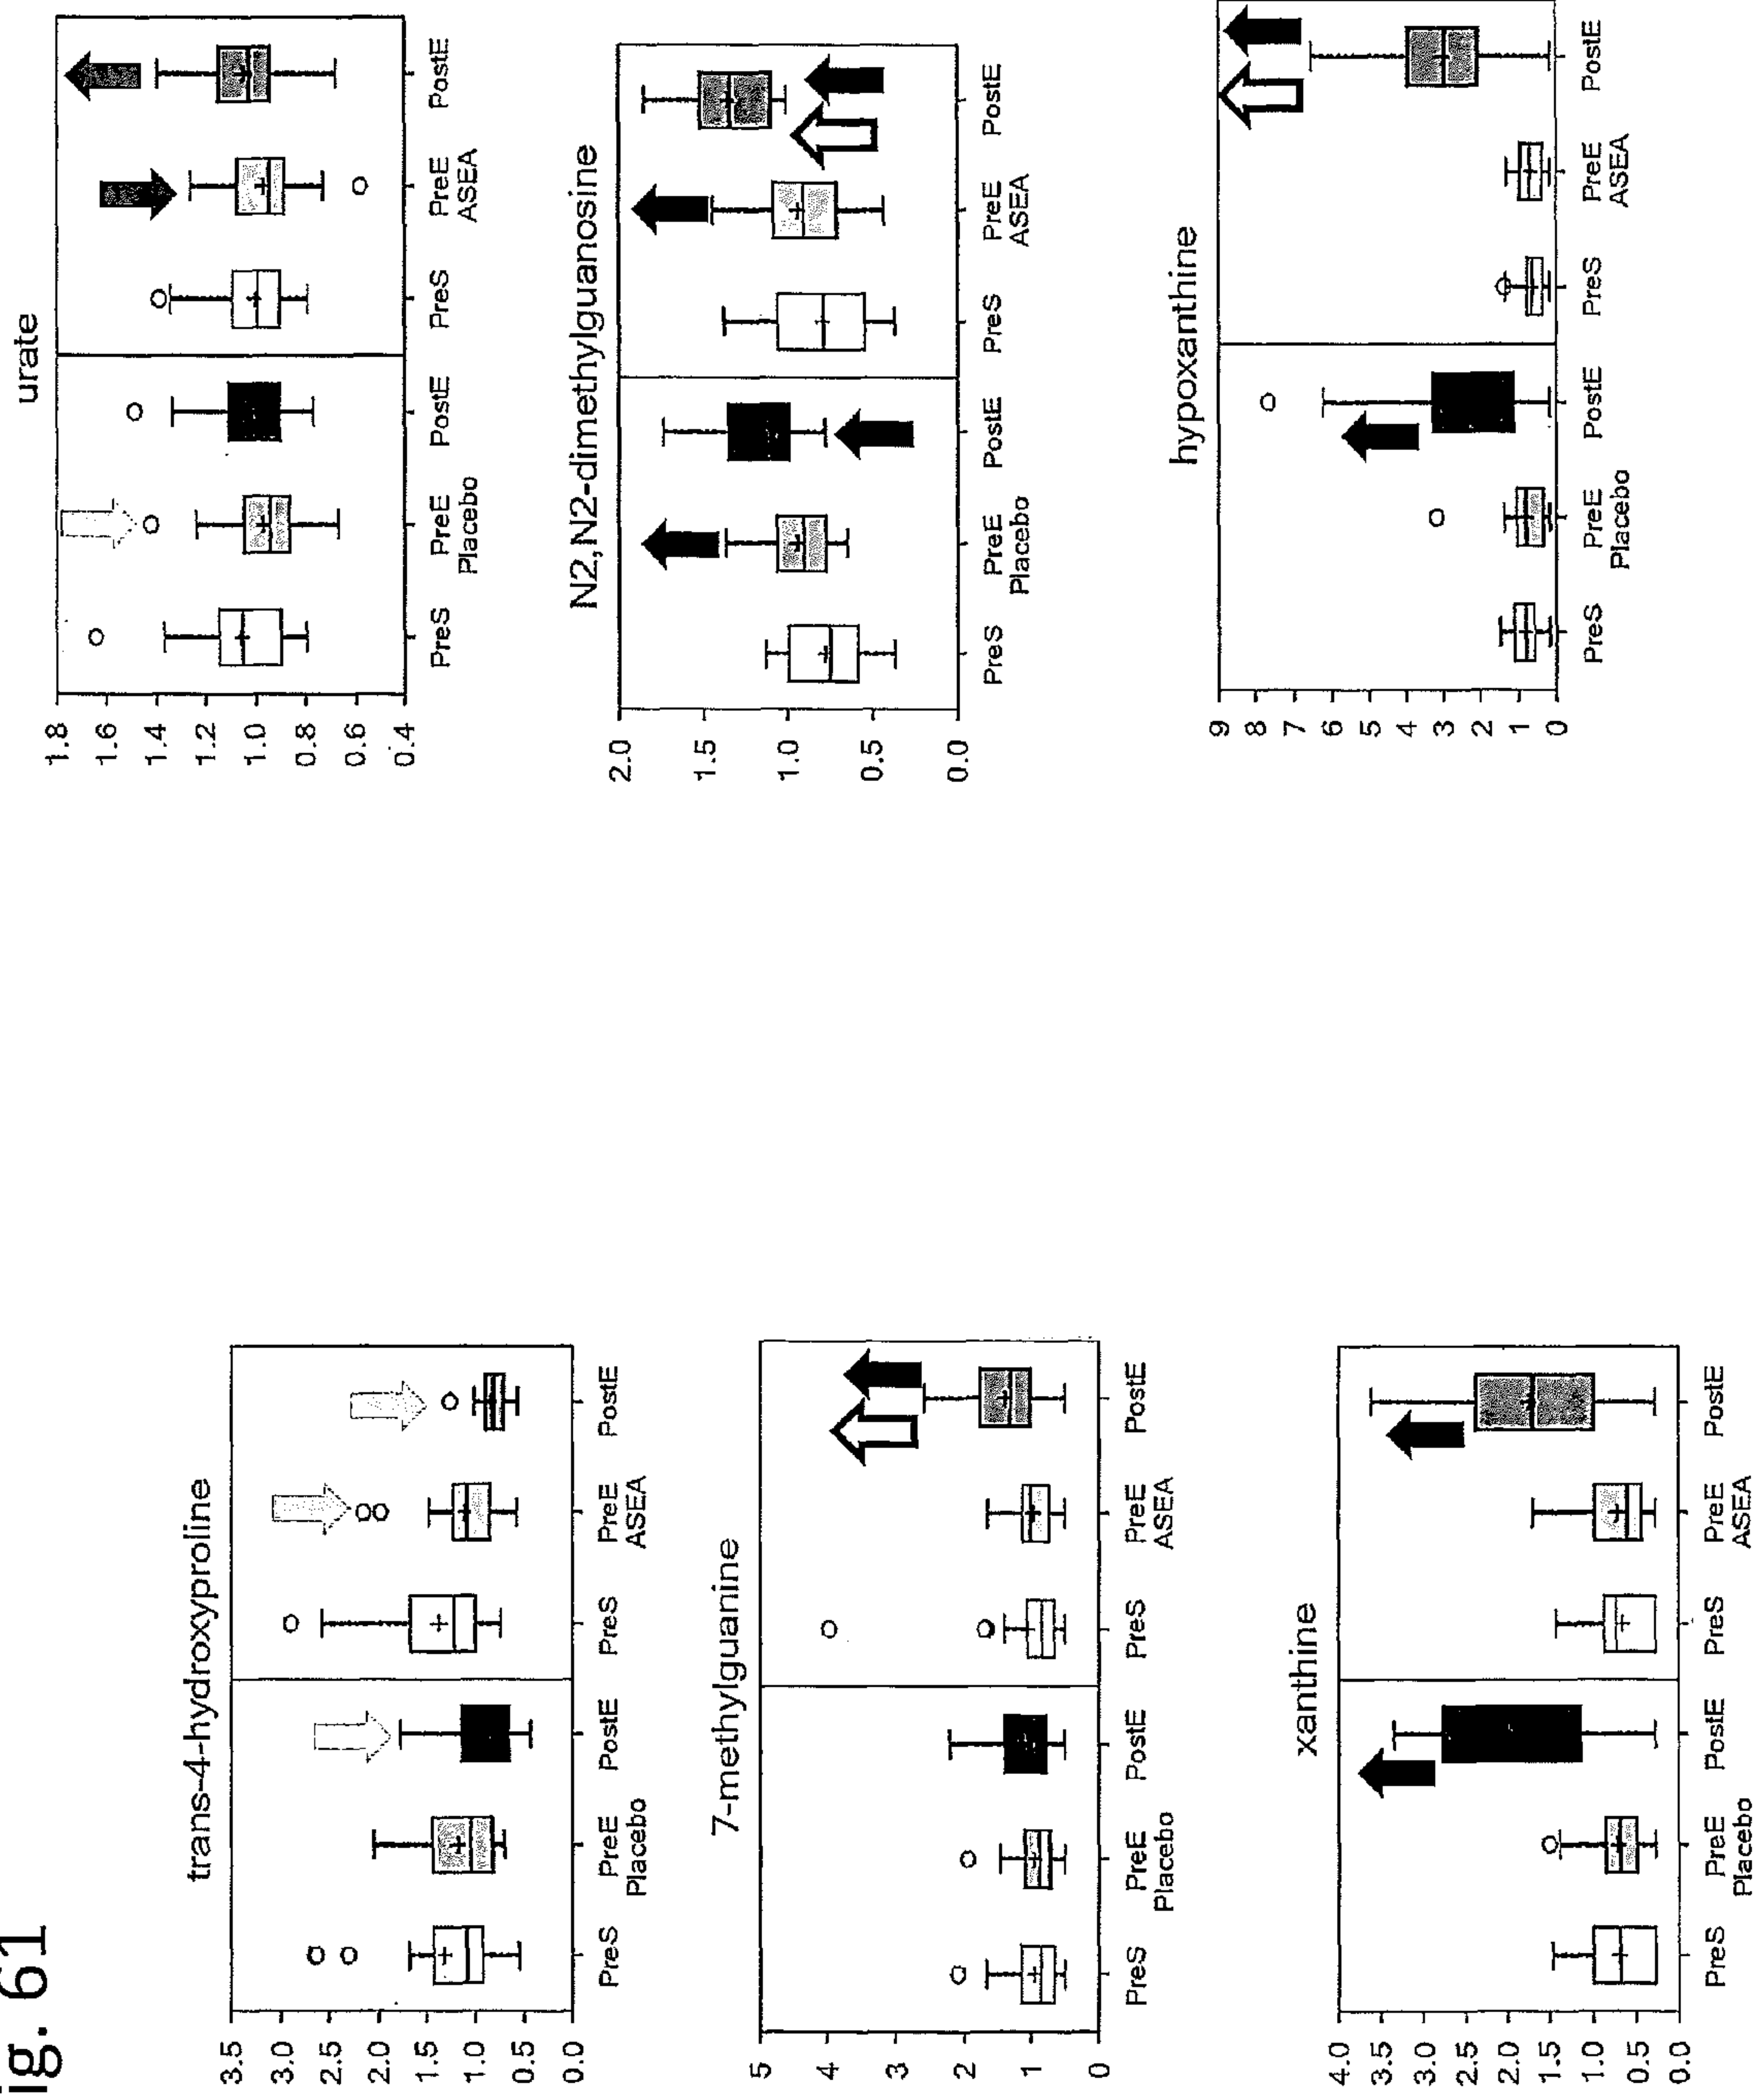 ig. 61
trans-4-hydroxyproline
3.5
3.0
2.5
2.0
1.5
1.0
0.5
0.0
PreS PreE PostE PreS PreE PostE
Placebo ASEA
urate
1.8
1.6
1.4
1.2
1.0
0.8
0.6
0.4
PreS PreE PostE PreS PreE PostE
Placebo ASEA
7-methylguanine
5
4
3
2
1
0
PreS PreE PostE PreS PreE PostE
Placebo ASEA
N2,N2-dimethylguanosine
2.0
1.5
1.0
0.5
0.0
PreS PreE PostE PreS PreE PostE
Placebo ASEA
xanthine
4.0
3.5
3.0
2.5
2.0
1.5
1.0
0.5
0.0
PreS PreE PostE PreS PreE PostE
Placebo ASEA
hypoxanthine
9
8
7
6
5
4
3
2
1
0
PreS PreE PostE PreS PreE PostE
Placebo ASEA